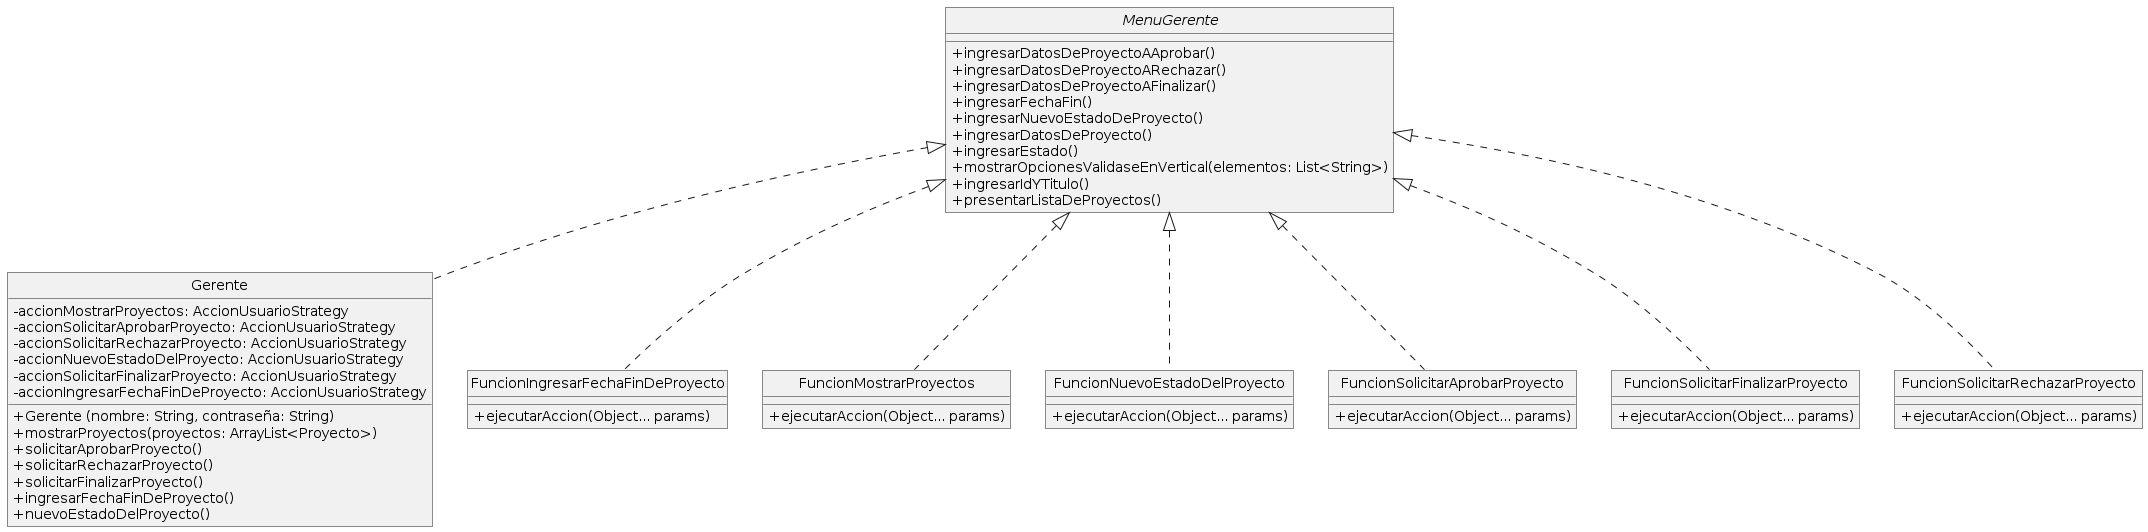 MenuGerente
+ingresarDatosDeProyectoAAprobar()
+ingresarDatosDeProyectoARechazar()
+ingresarDatosDeProyectoAFinalizar()
+ingresarFechaFin()
+ingresarNuevoEstadoDeProyecto()
+ingresarDatosDeProyecto()
+ingresarEstado()
+mostrarOpcionesValidaseEnVertical(elementos: List<String>)
+ingresarIdYTitulo()
+presentarListaDeProyectos()
Gerente
-accionMostrarProyectos: AccionUsuarioStrategy
-accionSolicitarAprobarProyecto: AccionUsuarioStrategy
-accionSolicitarRechazarProyecto: AccionUsuarioStrategy
-accionNuevoEstadoDelProyecto: AccionUsuarioStrategy
-accionSolicitarFinalizarProyecto: AccionUsuarioStrategy
-accionIngresarFechaFinDeProyecto: AccionUsuarioStrategy
+Gerente (nombre: String, contraseña: String)
+mostrarProyectos(proyectos: ArrayList<Proyecto>)
+solicitarAprobarProyecto()
+solicitarRechazarProyecto()
+solicitarFinalizarProyecto()
+ingresarFechaFinDeProyecto()
+nuevoEstadoDelProyecto()
FuncionIngresarFechaFinDeProyecto
+ejecutarAccion(Object... params)
FuncionMostrarProyectos
+ejecutarAccion(Object... params)
FuncionNuevoEstadoDelProyecto
+ejecutarAccion(Object... params)
FuncionSolicitarAprobarProyecto
+ejecutarAccion(Object... params)
FuncionSolicitarFinalizarProyecto
+ejecutarAccion(Object... params)
FuncionSolicitarRechazarProyecto
+ejecutarAccion(Object... params)